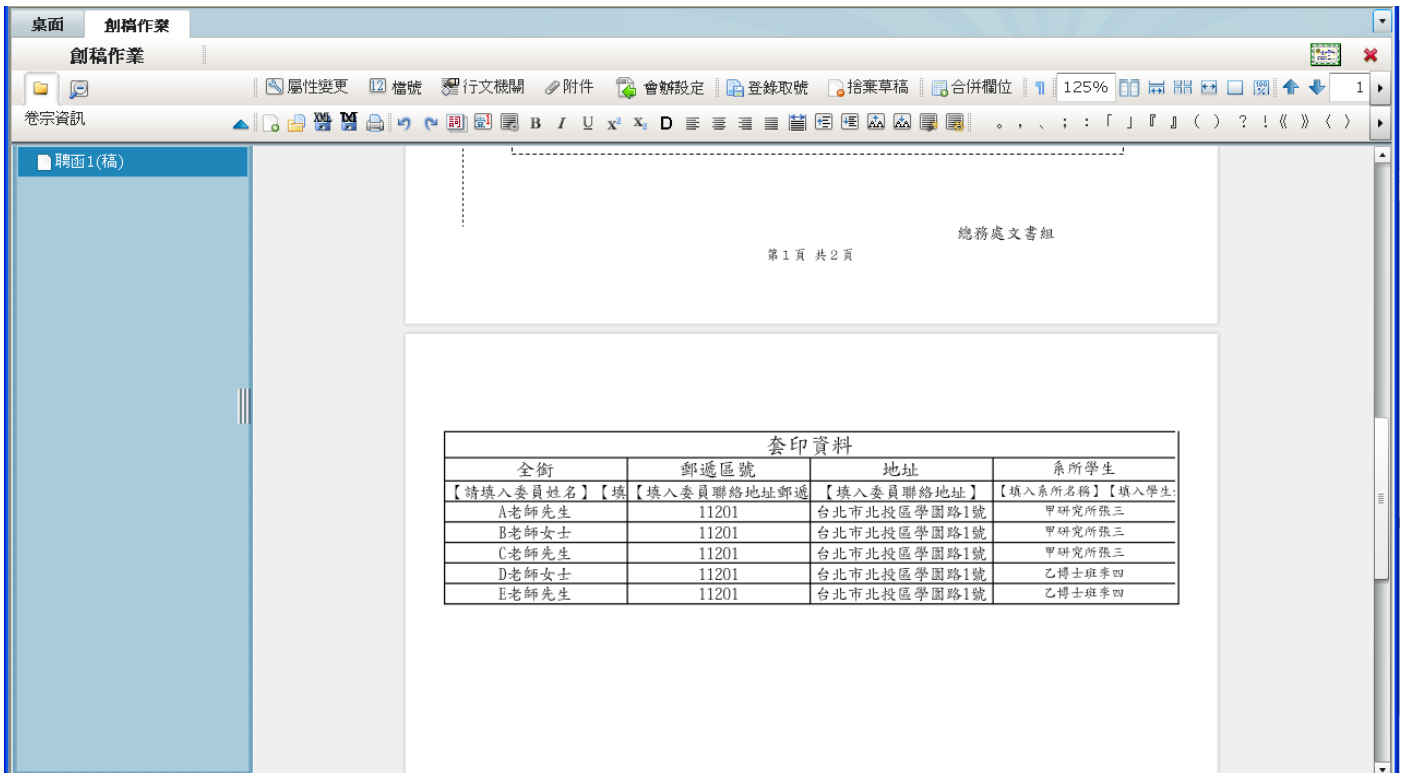 桌面 創稿作業
創稿作業
屬性變更 12 檔號 行文機關 附件 會辦設定 登錄取號 捨棄草稿 合併欄位 ¶ 125% 1
卷宗資訊
B I U x² X₂ D 。 , 、 ; : 「 」 『 』 ( ) ? ! 《 》 〈 〉
聘函1(稿)
總務處文書組
第1頁 共2頁
套印資料
全銜 郵遞區號 地址 系所學生
【請填入委員姓名】【填 【填入委員聯絡地址郵遞 【填入委員聯絡地址】 【填入系所名稱】【填入學生
A老師先生 11201 台北市北投區學園路1號 甲研究所張三
B老師女士 11201 台北市北投區學園路1號 甲研究所張三
C老師先生 11201 台北市北投區學園路1號 甲研究所張三
D老師女士 11201 台北市北投區學園路1號 乙博士班李四
E老師先生 11201 台北市北投區學園路1號 乙博士班李四